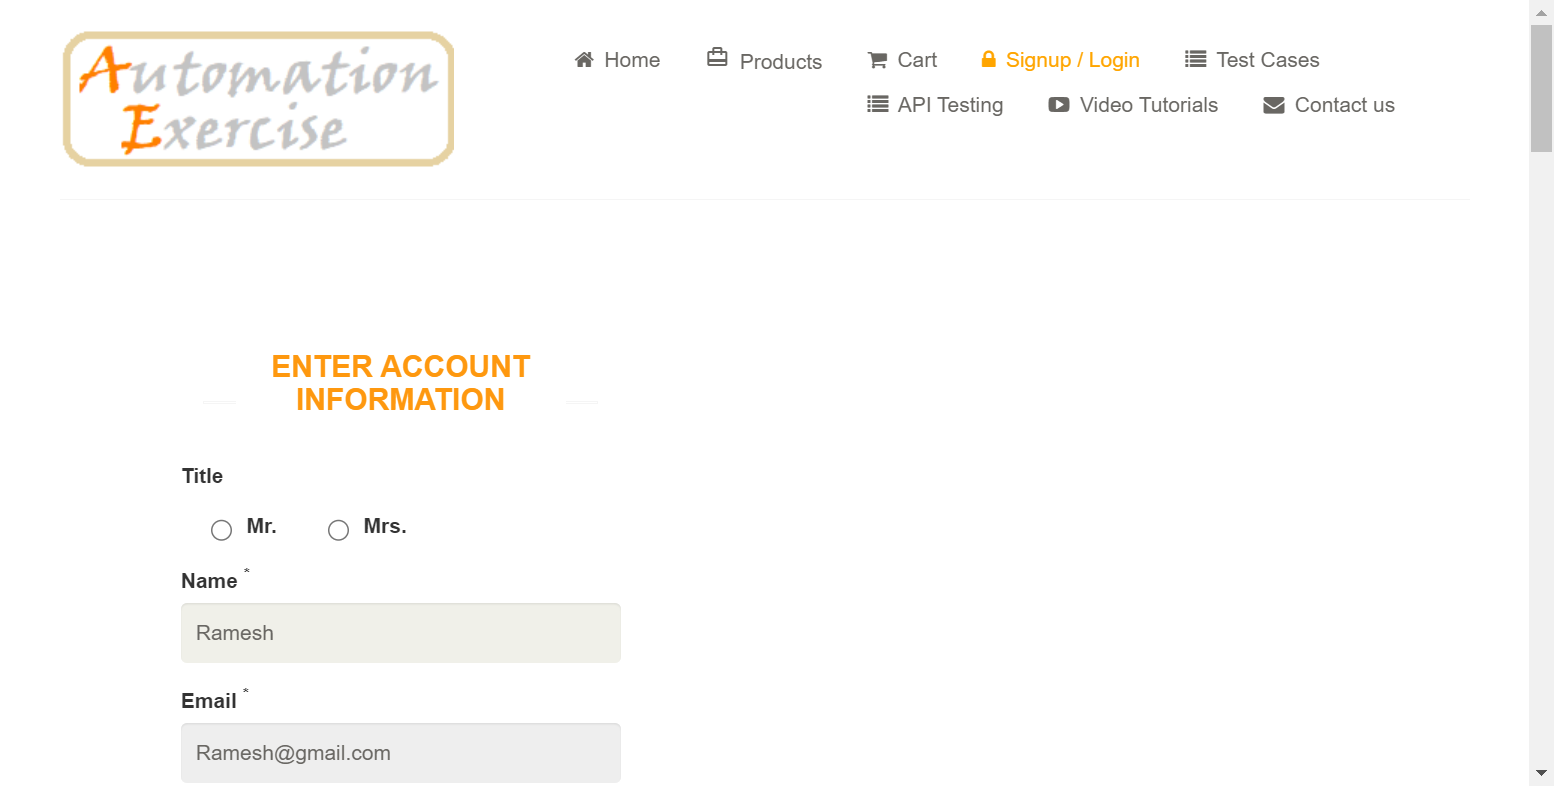 Automation
Exercise
Home
Products
Cart
Signup / Login
Test Cases
API Testing
Video Tutorials
Contact us
ENTER ACCOUNT
INFORMATION
Title
Mr.
Mrs.
Name *
Ramesh
Email *
Ramesh@gmail.com